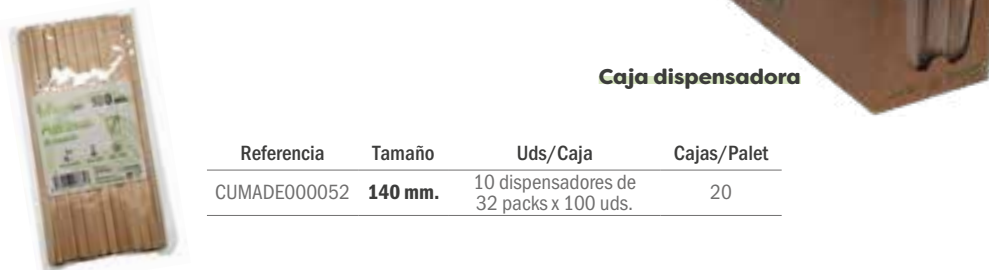 Caja dispensadora
Referencia Tamaño Uds/Caja Cajas/Palet
CUMADE000052 140 mm. 10 dispensadores de
32 packs x 100 uds. 20